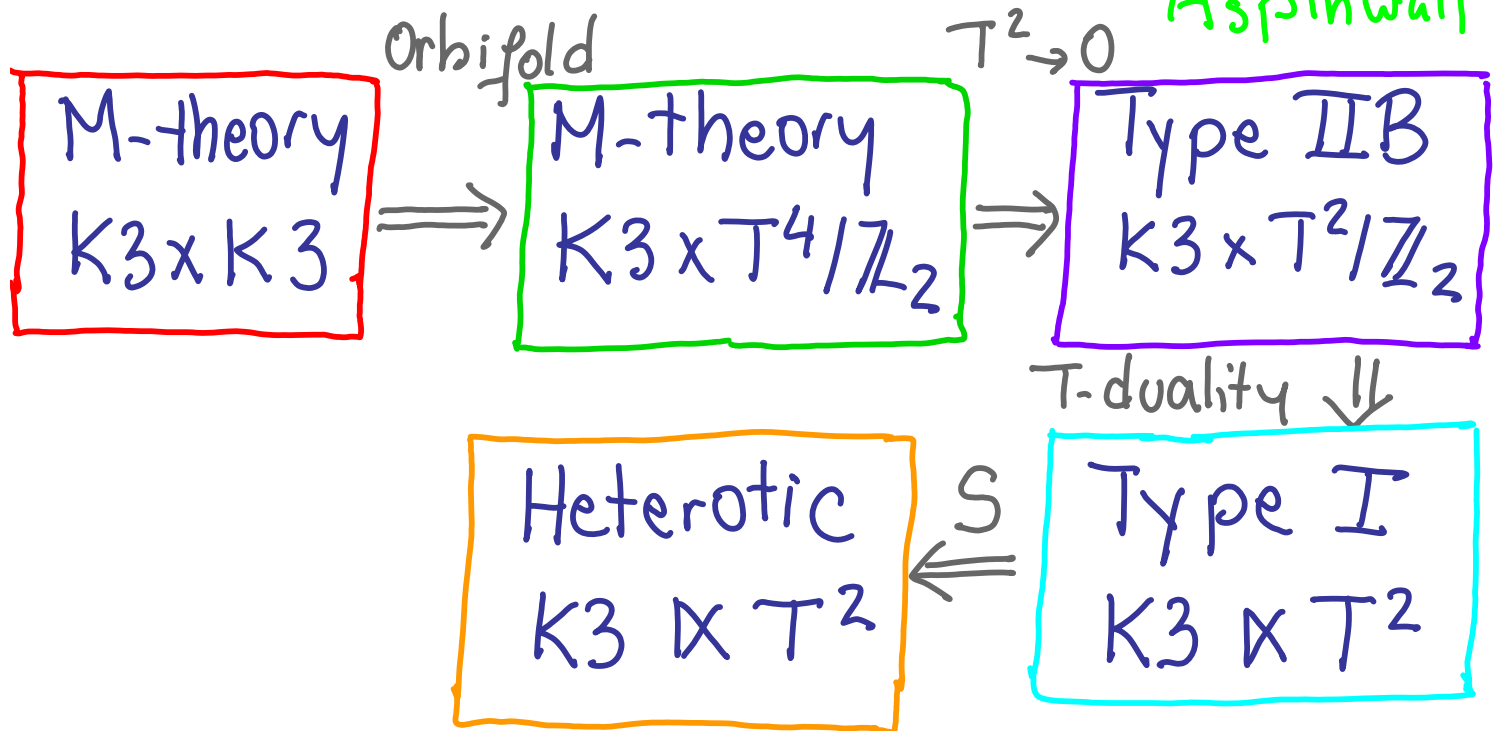 Aspinwall
Orbifold
T² → 0
M-theory
K3 x K3
⇒
M-theory
K3 x T⁴/ℤ₂
⇒
Type IIB
K3 x T²/ℤ₂
T-duality ⇓
Type I
K3 ⋊ T²
S
⇐
Heterotic
K3 ⋊ T²